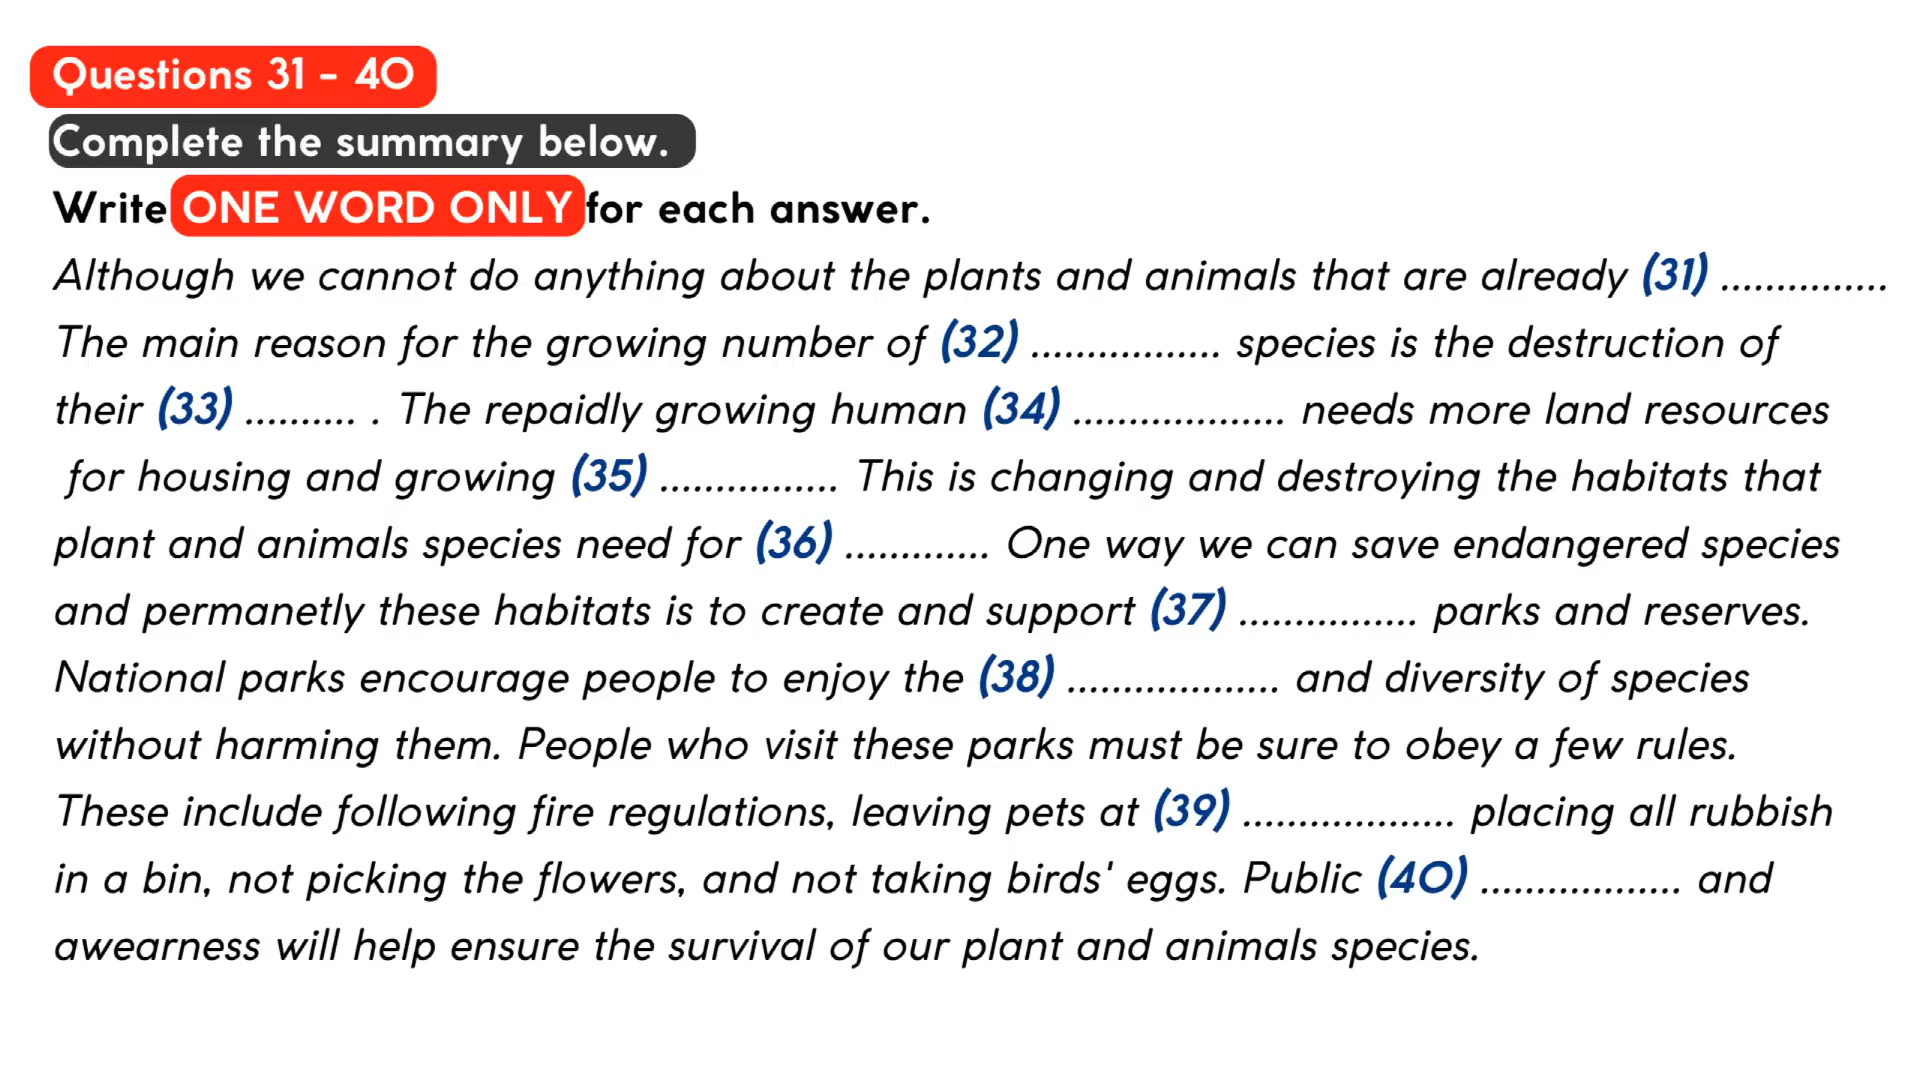 Questions 31 - 40
Complete the summary below.
Write ONE WORD ONLY for each answer.
Although we cannot do anything about the plants and animals that are already (31) ...............
The main reason for the growing number of (32) ................. species is the destruction of
their (33) .......... . The repaidly growing human (34) ................... needs more land resources
for housing and growing (35) ................ This is changing and destroying the habitats that
plant and animals species need for (36) ............. One way we can save endangered species
and permanetly these habitats is to create and support (37) ................ parks and reserves.
National parks encourage people to enjoy the (38) ................... and diversity of species
without harming them. People who visit these parks must be sure to obey a few rules.
These include following fire regulations, leaving pets at (39) ................... placing all rubbish
in a bin, not picking the flowers, and not taking birds' eggs. Public (40) .................. and
awearness will help ensure the survival of our plant and animals species.